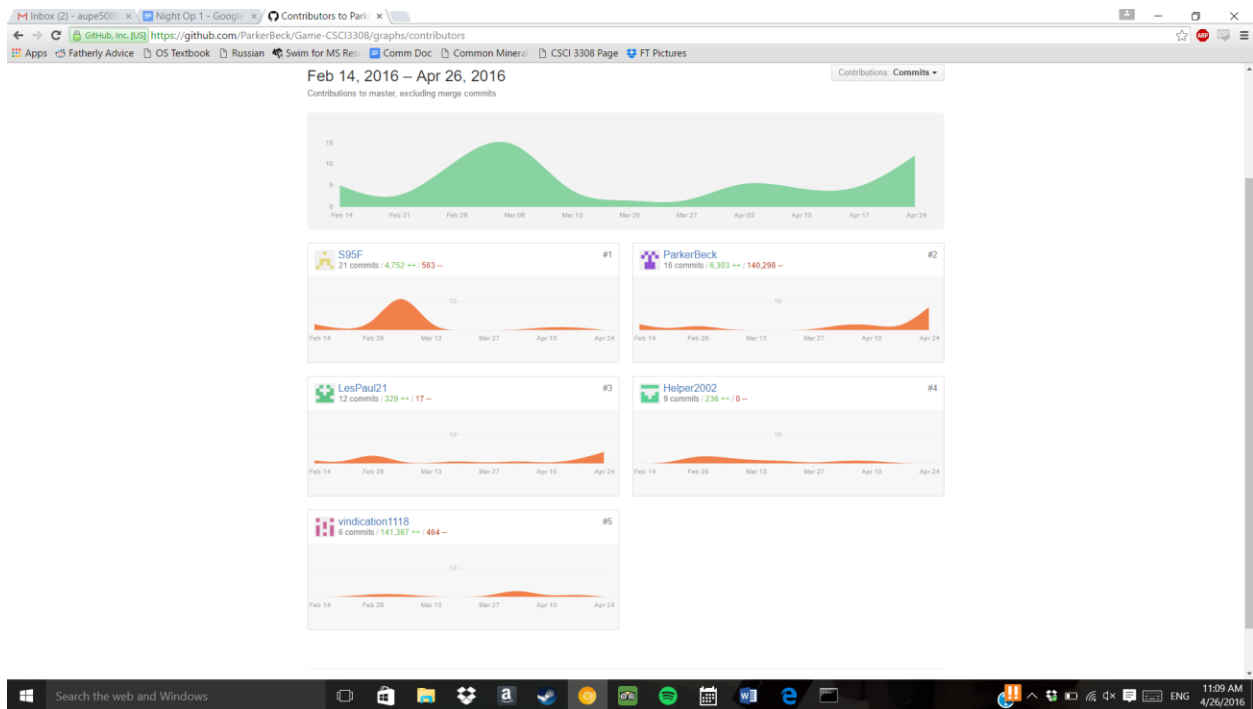 Inbox (2) - aupe508
Night Op 1 - Google
Contributors to Park
GitHub, Inc. [US] https://github.com/ParkerBeck/Game-CSCI3308/graphs/contributors
Apps Fatherly Advice OS Textbook Russian Swim for MS Res Comm Doc Common Mineral CSCI 3308 Page FT Pictures
Feb 14, 2016 – Apr 26, 2016
Contributions: Commits
Contributions to master, excluding merge commits
15
10
5
0
Feb 14 Feb 21 Feb 28 Mar 06 Mar 13 Mar 20 Mar 27 Apr 03 Apr 10 Apr 17 Apr 24
S95F #1
21 commits / 4,752 ++ / 563 --
10
Feb 14 Feb 28 Mar 13 Mar 27 Apr 10 Apr 24
ParkerBeck #2
16 commits / 6,303 ++ / 140,298 --
10
Feb 14 Feb 28 Mar 13 Mar 27 Apr 10 Apr 24
LesPaul21 #3
12 commits / 329 ++ / 17 --
10
Feb 14 Feb 28 Mar 13 Mar 27 Apr 10 Apr 24
Helper2002 #4
9 commits / 236 ++ / 0 --
10
Feb 14 Feb 28 Mar 13 Mar 27 Apr 10 Apr 24
vindication1118 #5
6 commits / 141,367 ++ / 464 --
10
Feb 14 Feb 28 Mar 13 Mar 27 Apr 10 Apr 24
Search the web and Windows
ENG
11:09 AM
4/26/2016